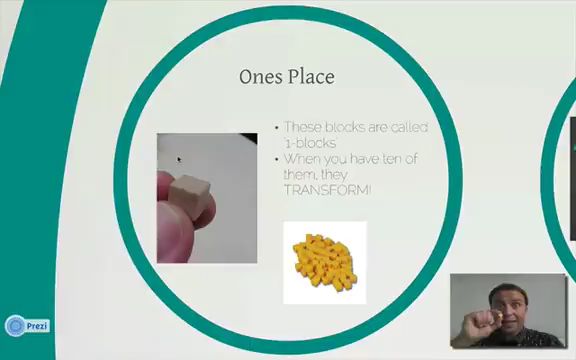 Ones Place
• These blocks are called
'1-blocks'
• When you have ten of
them, they
TRANSFORM!
Prezi